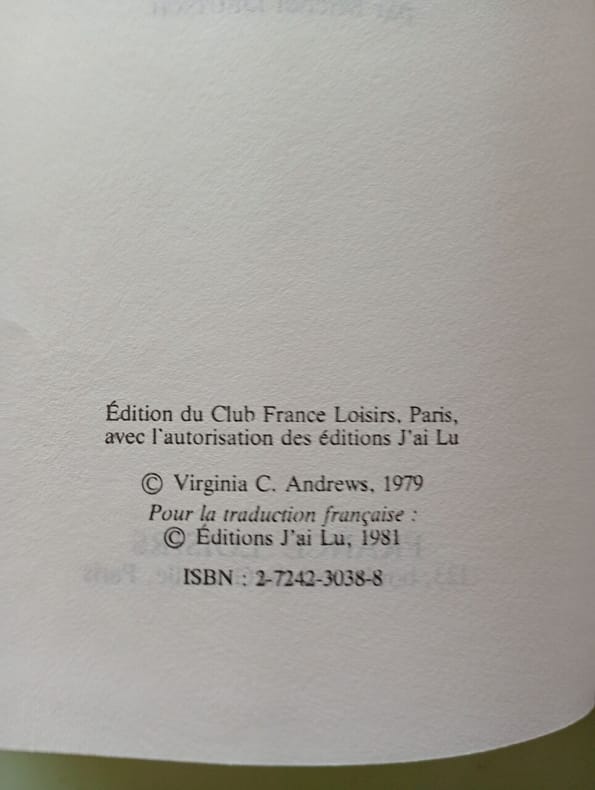 Édition du Club France Loisirs, Paris,
avec l'autorisation des éditions J'ai Lu
© Virginia C. Andrews, 1979
Pour la traduction française :
© Éditions J'ai Lu, 1981
ISBN : 2-7242-3038-8